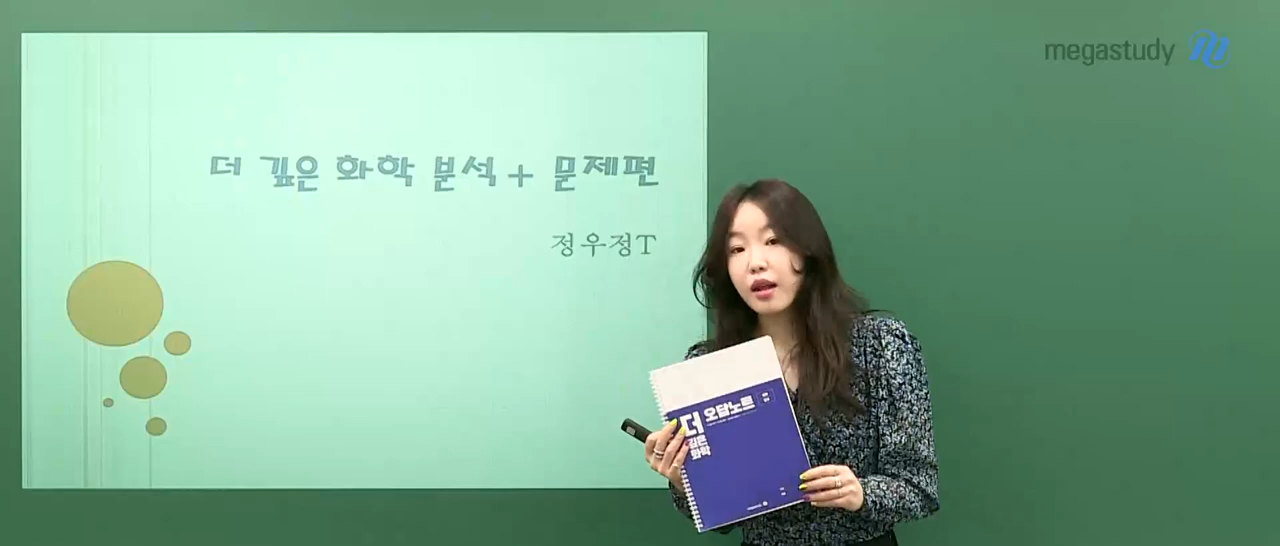 더 깊은 화학 분석 + 문제편
정우정T
megastudy
오답노트
더
깊은
화학